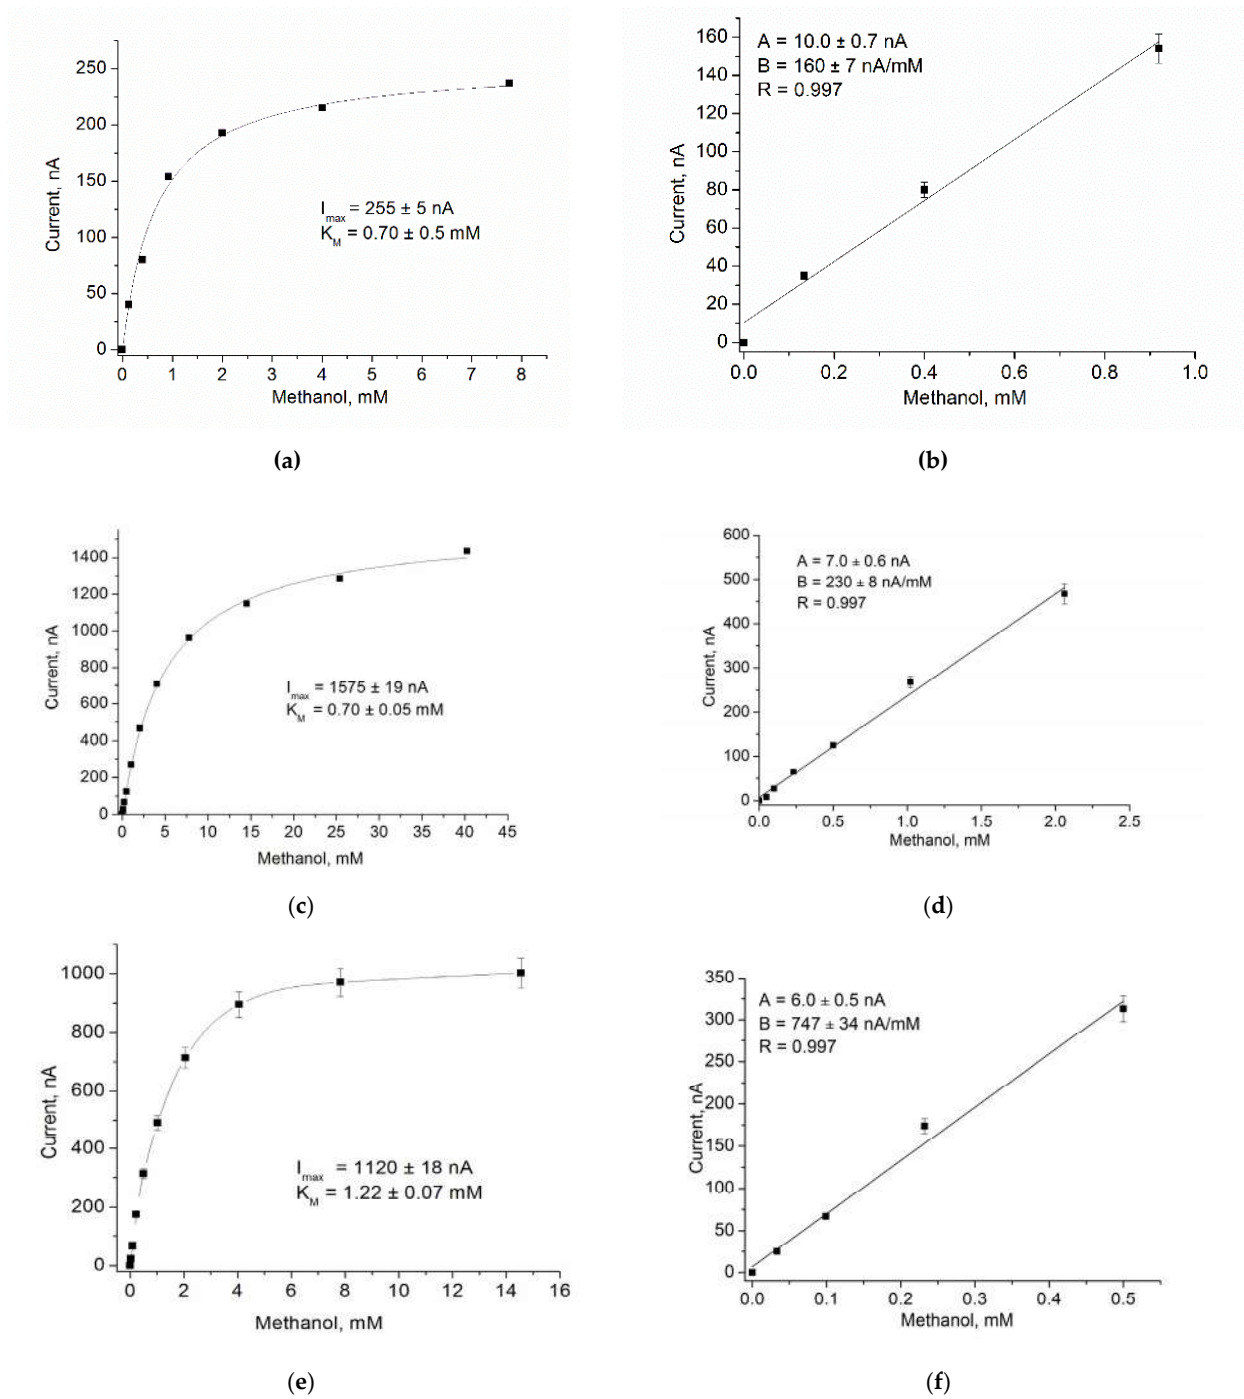 250
200
150
100
50
0
Current, nA
I max = 255 ± 5 nA
K M = 0.70 ± 0.5 mM
0 1 2 3 4 5 6 7 8
Methanol, mM
(a)
160
140
120
100
80
60
40
20
0
Current, nA
A = 10.0 ± 0.7 nA
B = 160 ± 7 nA/mM
R = 0.997
0.0 0.2 0.4 0.6 0.8 1.0
Methanol, mM
(b)
1400
1200
1000
800
600
400
200
0
Current, nA
I max = 1575 ± 19 nA
K M = 0.70 ± 0.05 mM
0 5 10 15 20 25 30 35 40 45
Methanol, mM
(c)
600
500
400
300
200
100
0
Current, nA
A = 7.0 ± 0.6 nA
B = 230 ± 8 nA/mM
R = 0.997
0.0 0.5 1.0 1.5 2.0 2.5
Methanol, mM
(d)
1000
800
600
400
200
0
Current, nA
I max = 1120 ± 18 nA
K M = 1.22 ± 0.07 mM
0 2 4 6 8 10 12 14 16
Methanol, mM
(e)
350
300
250
200
150
100
50
0
Current, nA
A = 6.0 ± 0.5 nA
B = 747 ± 34 nA/mM
R = 0.997
0.0 0.1 0.2 0.3 0.4 0.5
Methanol, mM
(f)